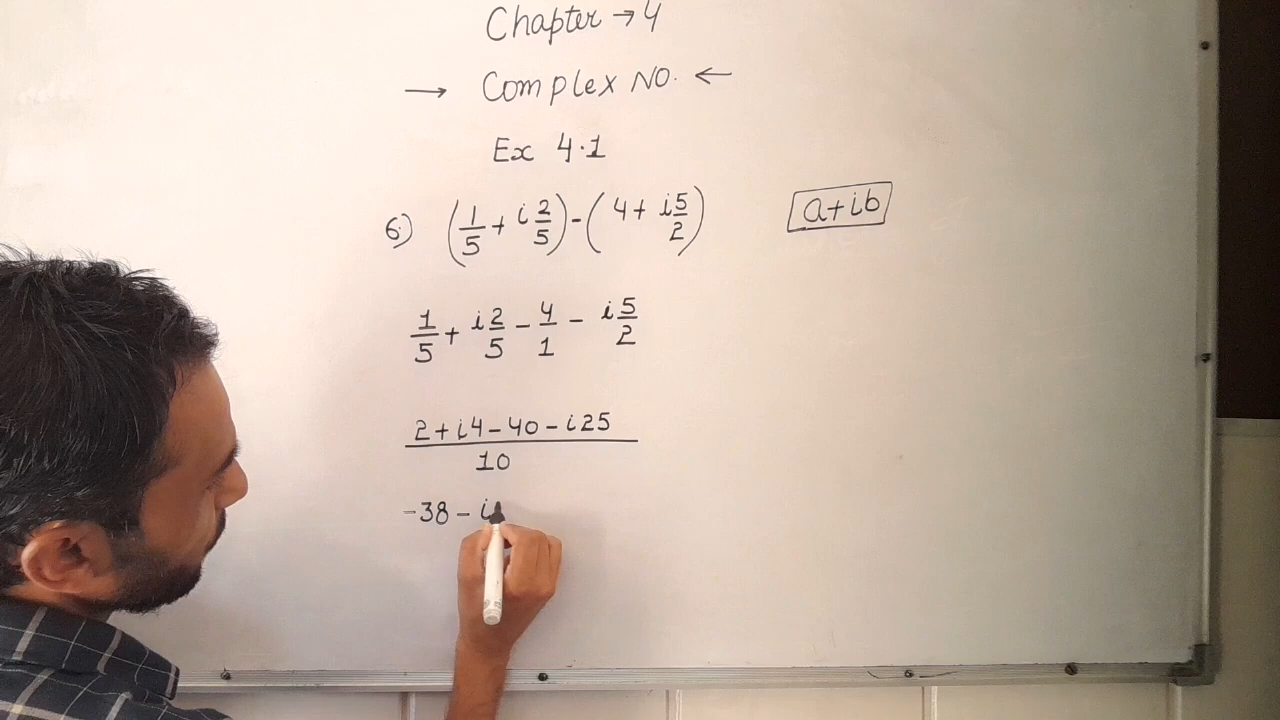 Chapter → 4
→ Complex NO. ←
Ex 4.1
6) (1/5 + i 2/5) - (4 + i 5/2) a+ib
1/5 + i 2/5 - 4/1 - i 5/2
2 + i4 - 40 - i25
10
-38 - i